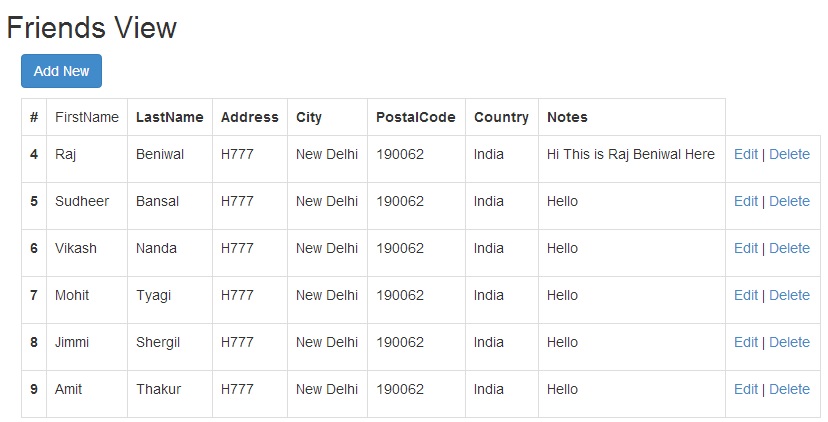 Friends View
Add New
# FirstName LastName Address City PostalCode Country Notes
4 Raj Beniwal H777 New Delhi 190062 India Hi This is Raj Beniwal Here Edit | Delete
5 Sudheer Bansal H777 New Delhi 190062 India Hello Edit | Delete
6 Vikash Nanda H777 New Delhi 190062 India Hello Edit | Delete
7 Mohit Tyagi H777 New Delhi 190062 India Hello Edit | Delete
8 Jimmi Shergil H777 New Delhi 190062 India Hello Edit | Delete
9 Amit Thakur H777 New Delhi 190062 India Hello Edit | Delete